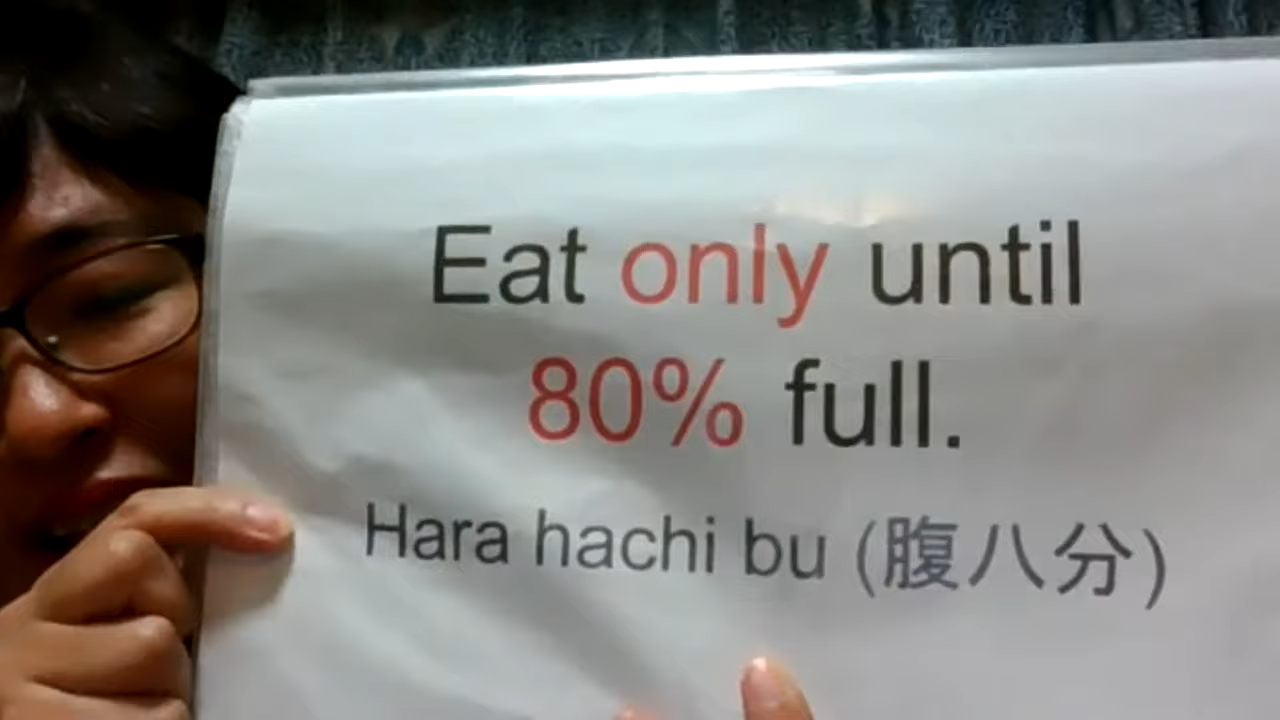 Eat only until
80% full.
Hara hachi bu (腹八分)